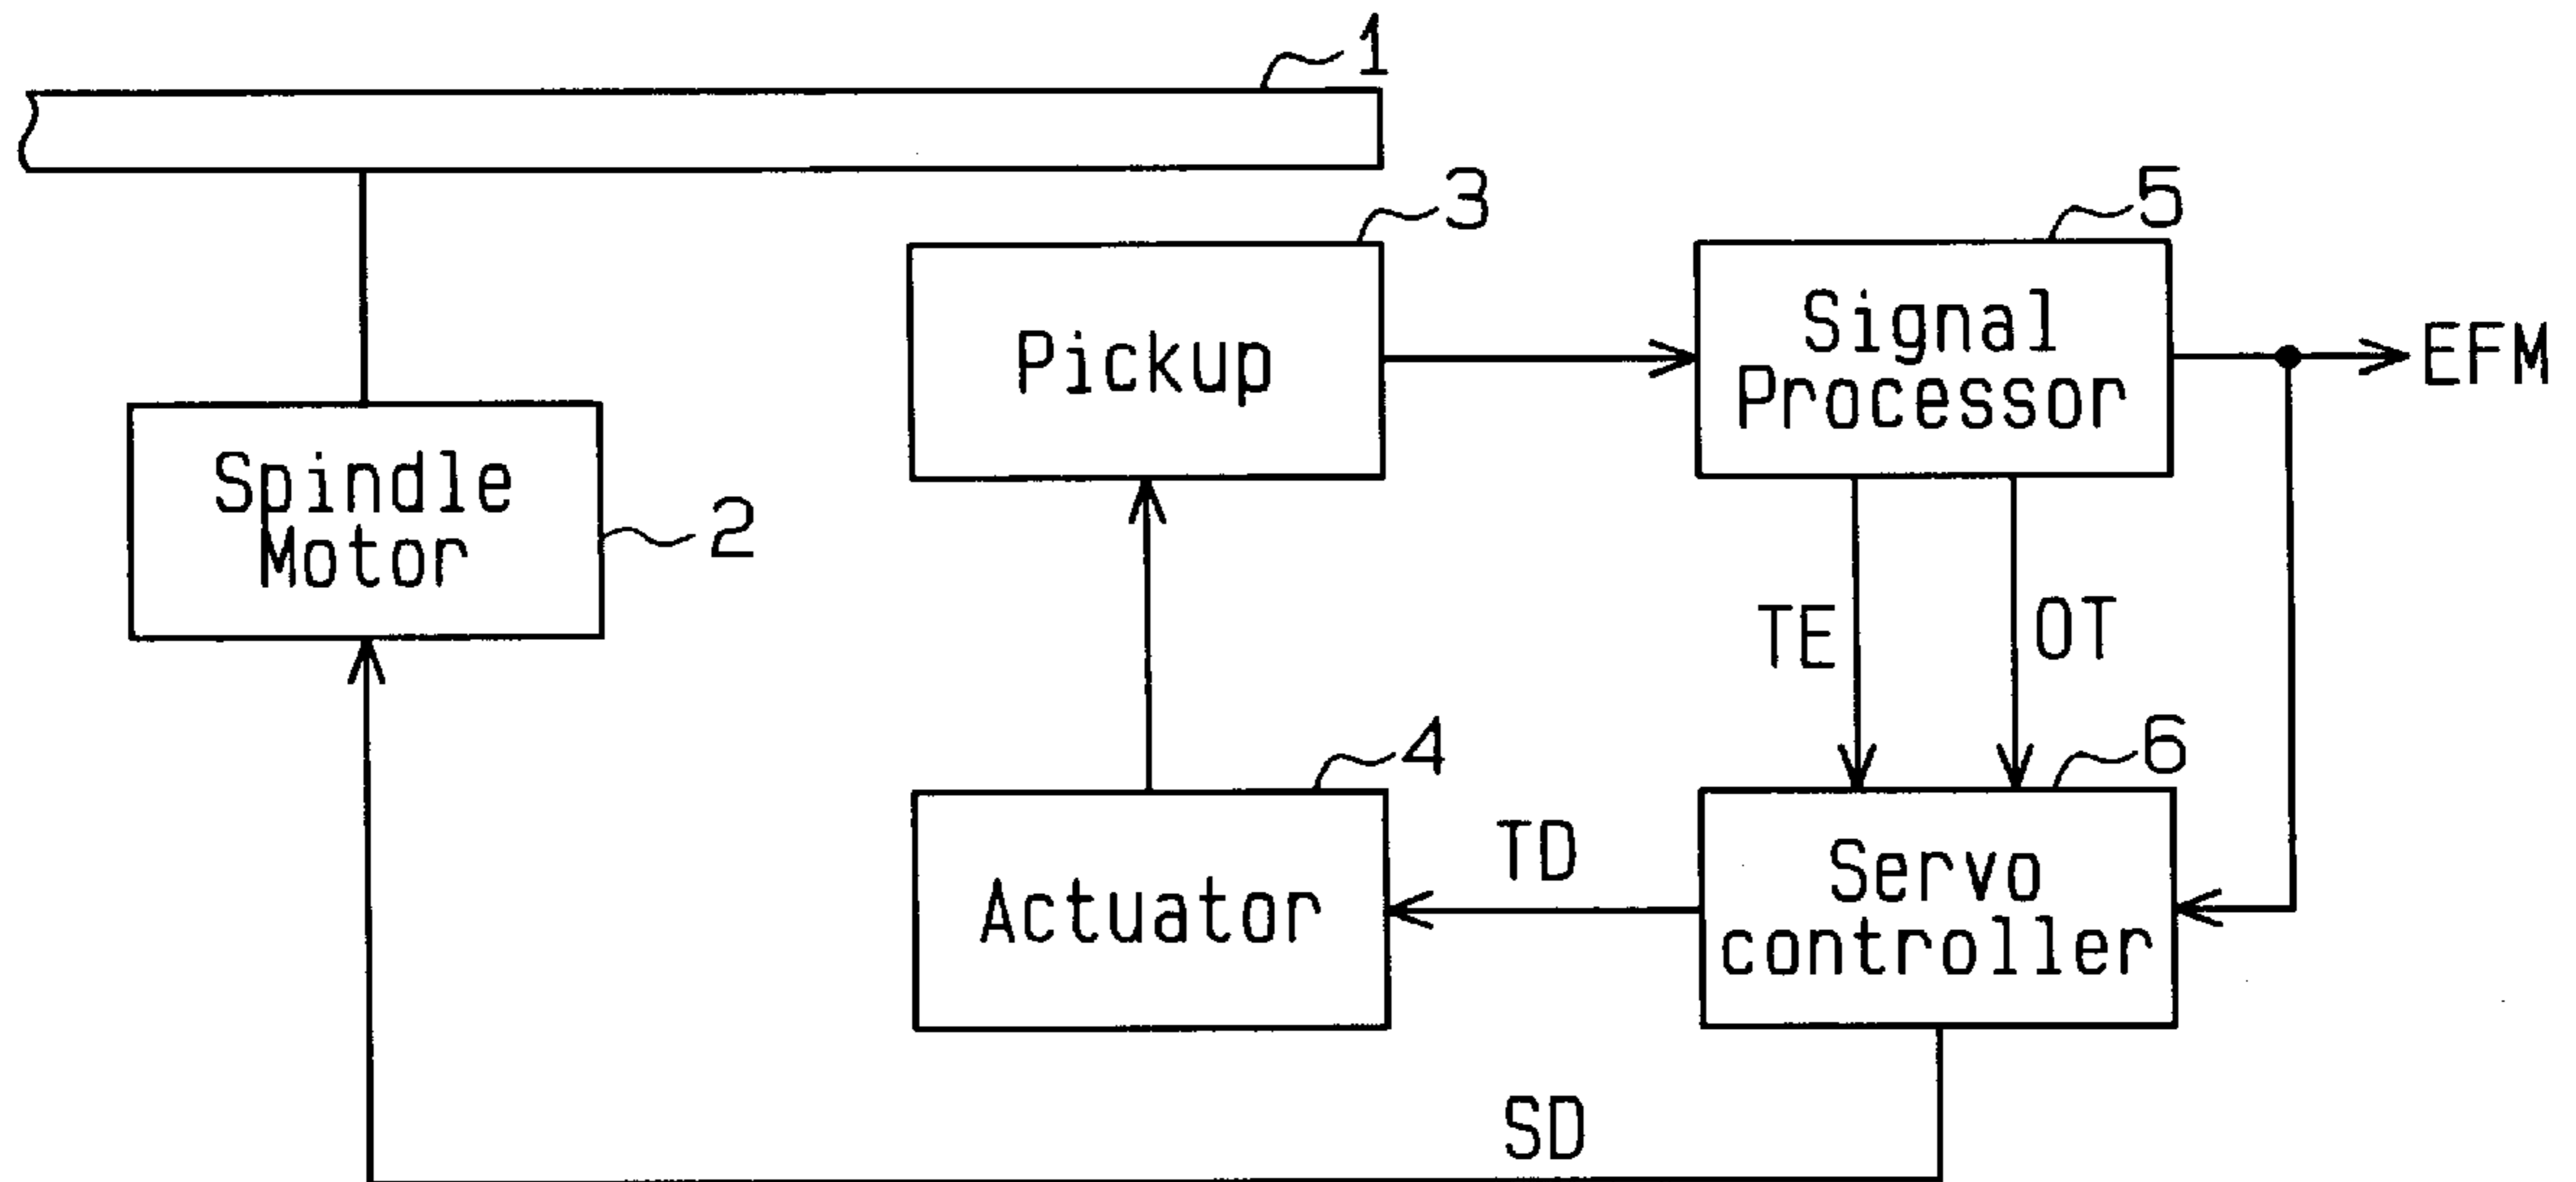 1
3
5
Pickup
Signal
Processor
EFM
Spindle
Motor
2
TE
OT
4
6
Actuator
TD
Servo
controller
SD